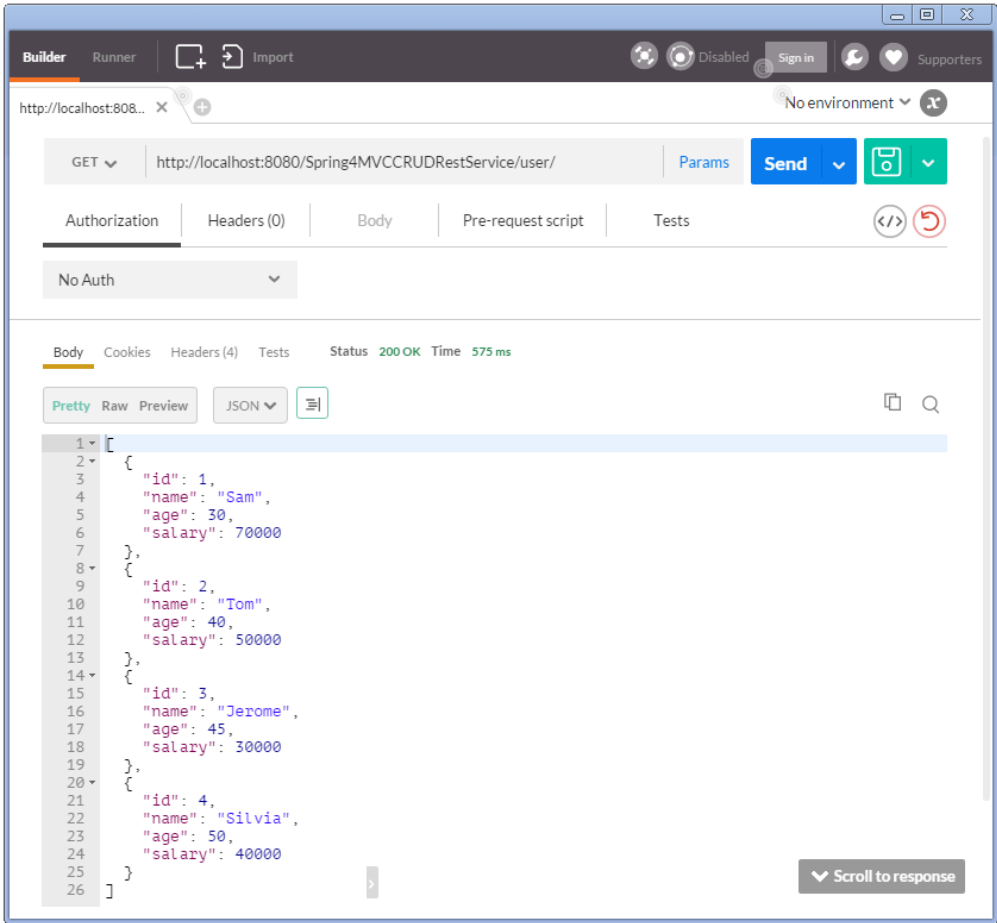 Builder Runner Import Disabled Sign in Supporters
http://localhost:808... No environment
GET http://localhost:8080/Spring4MVCCRUDRestService/user/ Params Send
Authorization Headers (0) Body Pre-request script Tests
No Auth
Body Cookies Headers (4) Tests Status 200 OK Time 575 ms
Pretty Raw Preview JSON
1 [
2 {
3 "id": 1,
4 "name": "Sam",
5 "age": 30,
6 "salary": 70000
7 },
8 {
9 "id": 2,
10 "name": "Tom",
11 "age": 40,
12 "salary": 50000
13 },
14 {
15 "id": 3,
16 "name": "Jerome",
17 "age": 45,
18 "salary": 30000
19 },
20 {
21 "id": 4,
22 "name": "Silvia",
23 "age": 50,
24 "salary": 40000
25 }
26 ]
Scroll to response